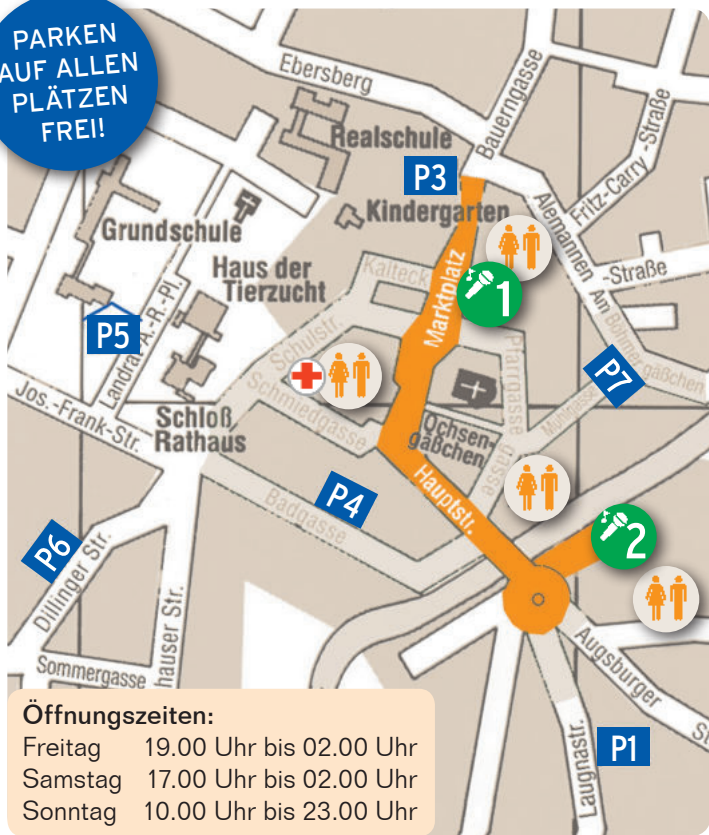 PARKEN
AUF ALLEN
PLÄTZEN
FREI!
Ebersberg
Bauerngasse
Realschule
Fritz-Carry-Straße
P3
Kindergarten
Alemannen
-Straße
Grundschule
Haus der
Tierzucht
Kalteck
Marktplatz
1
Am Böhmergäßchen
P5
Landrat-A.-R.-Pl.
Schulstr.
Pfarrgasse
P7
Jos.-Frank-Str.
Schmiedgasse
Schloß
Rathaus
Ochsen-
gäßchen
Mühlgasse
gasse
P4
Badgasse
Hauptstr.
2
P6
Dillinger Str.
hauser Str.
Sommergasse
Augsburger
St
P1
Laugnastr.
Öffnungszeiten:
Freitag 19.00 Uhr bis 02.00 Uhr
Samstag 17.00 Uhr bis 02.00 Uhr
Sonntag 10.00 Uhr bis 23.00 Uhr